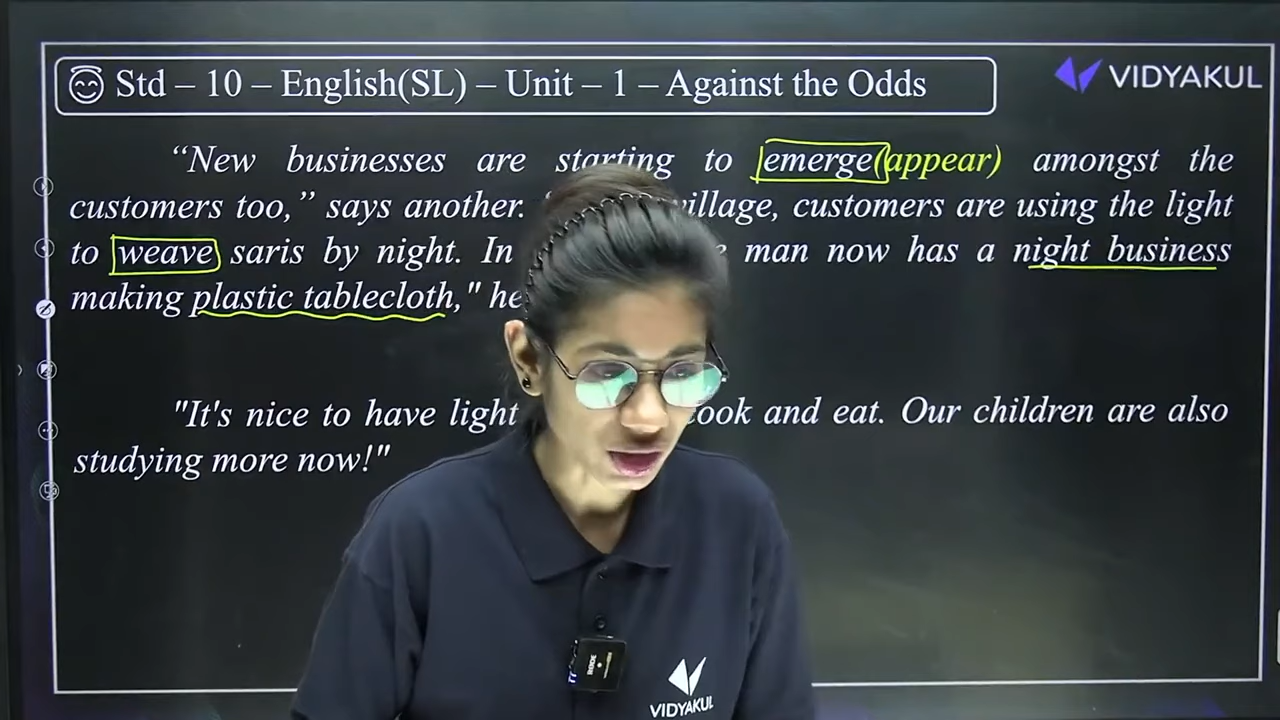 Std – 10 – English(SL) – Unit – 1 – Against the Odds
VIDYAKUL
“New businesses are starting to emerge(appear) amongst the
customers too,” says another. village, customers are using the light
to weave saris by night. In man now has a night business
making plastic tablecloth," he
"It's nice to have light cook and eat. Our children are also
studying more now!"
RODE
VIDYAKUL